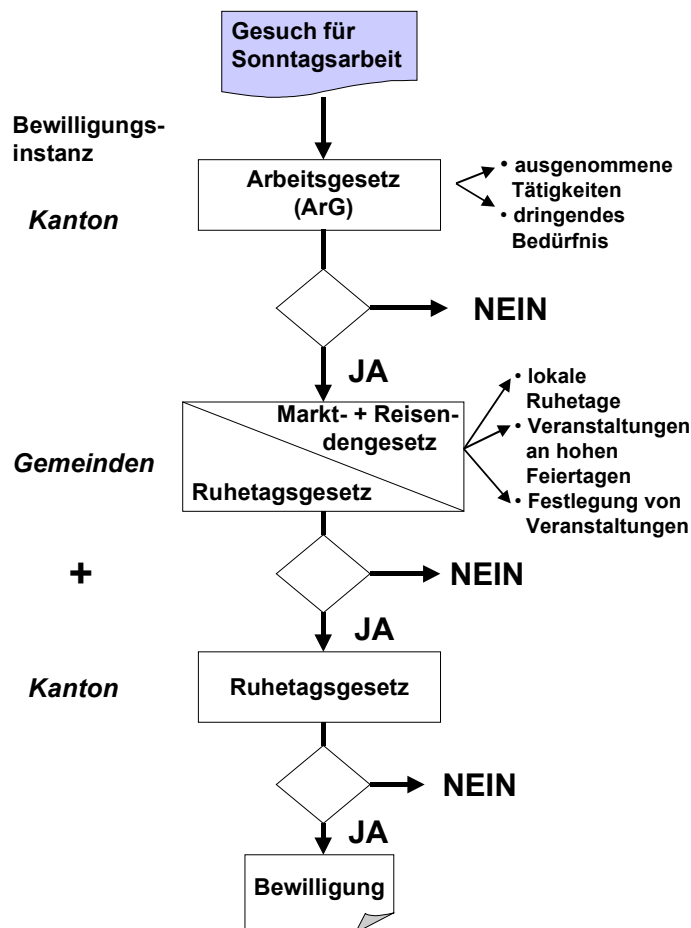 Gesuch für
Sonntagsarbeit
Bewilligungs-
instanz
Kanton
Arbeitsgesetz
(ArG)
• ausgenommene
Tätigkeiten
• dringendes
Bedürfnis
NEIN
JA
Gemeinden
Markt- + Reisen-
dengesetz
Ruhetagsgesetz
• lokale
Ruhetage
• Veranstaltungen
an hohen
Feiertagen
• Festlegung von
Veranstaltungen
+
NEIN
JA
Kanton
Ruhetagsgesetz
NEIN
JA
Bewilligung